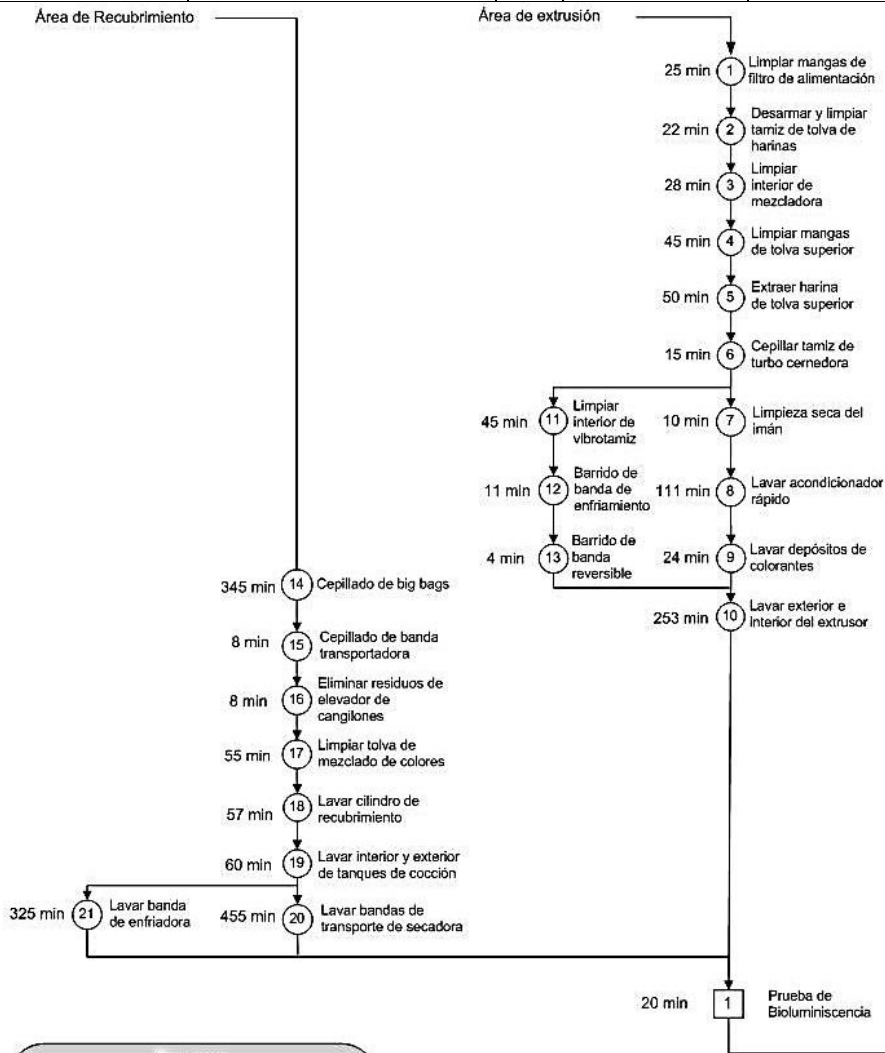 Área de Recubrimiento
Área de extrusión
25 min
1
Limpiar mangas de
filtro de alimentación
22 min
2
Desarmar y limpiar
tamiz de tolva de
harinas
28 min
3
Limpiar
interior de
mezcladora
45 min
4
Limpiar mangas
de tolva superior
50 min
5
Extraer harina
de tolva superior
15 min
6
Cepillar tamiz de
turbo cernedora
45 min
11
Limpiar
interior de
vibrotamiz
10 min
7
Limpieza seca del
imán
11 min
12
Barrido de
banda de
enfriamiento
111 min
8
Lavar acondicionador
rápido
4 min
13
Barrido de
banda
reversible
24 min
9
Lavar depósitos de
colorantes
345 min
14
Cepillado de big bags
253 min
10
Lavar exterior e
interior del extrusor
8 min
15
Cepillado de banda
transportadora
8 min
16
Eliminar residuos de
elevador de
cangilones
55 min
17
Limpiar tolva de
mezclado de colores
57 min
18
Lavar cilindro de
recubrimiento
60 min
19
Lavar interior y exterior
de tanques de cocción
325 min
21
Lavar banda
de enfriadora
455 min
20
Lavar bandas de
transporte de secadora
20 min
1
Prueba de
Bioluminiscencia